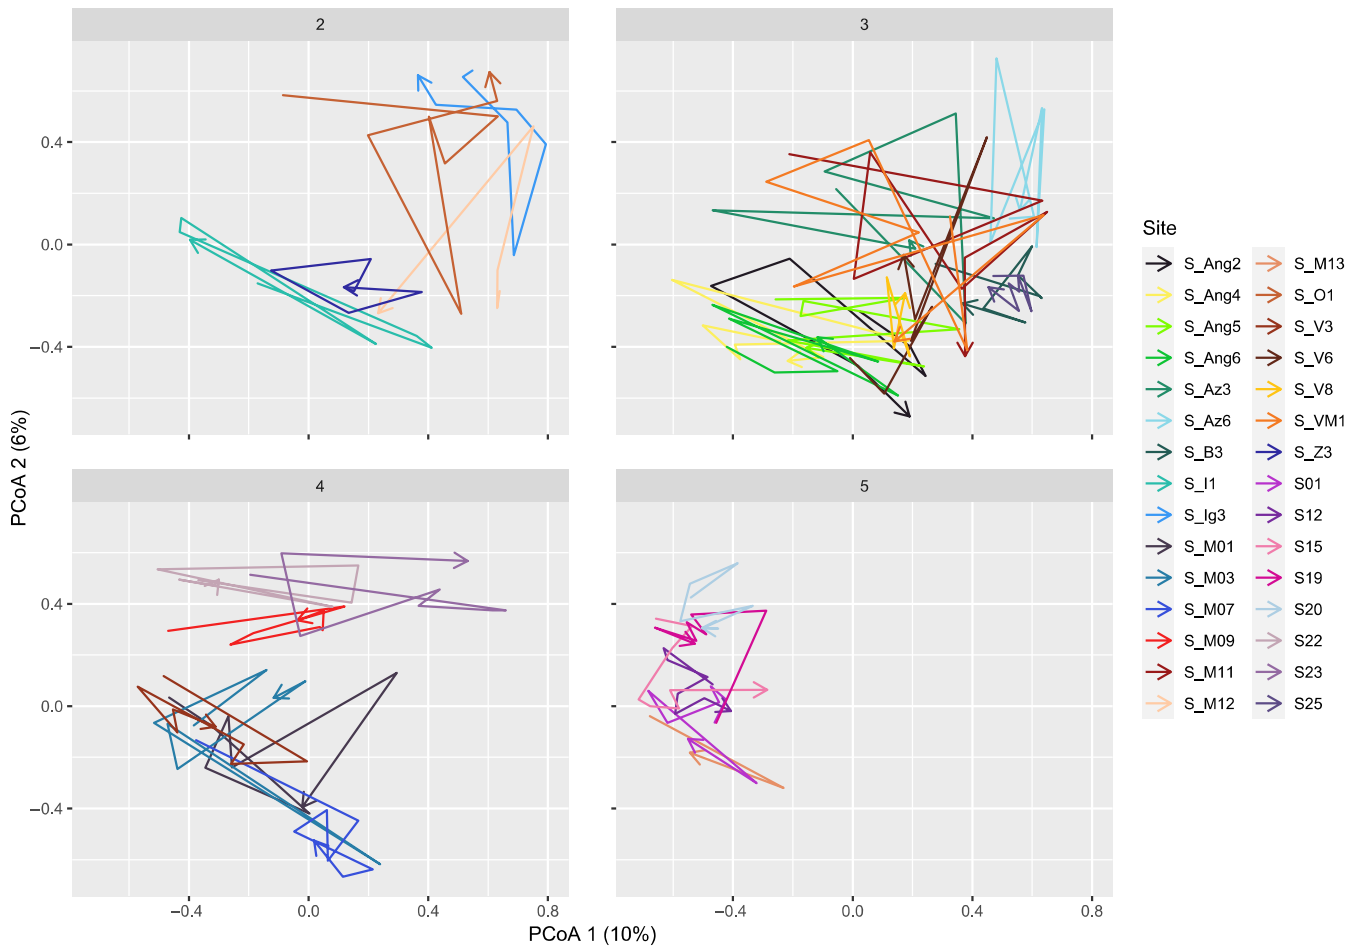 2
3
0.4
0.0
−0.4
4
5
0.4
0.0
−0.4
−0.4
0.0
0.4
0.8
−0.4
0.0
0.4
0.8
PCoA 1 (10%)
PCoA 2 (6%)
Site
S_Ang2
S_Ang4
S_Ang5
S_Ang6
S_Az3
S_Az6
S_B3
S_I1
S_Ig3
S_M01
S_M03
S_M07
S_M09
S_M11
S_M12
S_M13
S_O1
S_V3
S_V6
S_V8
S_VM1
S_Z3
S01
S12
S15
S19
S20
S22
S23
S25